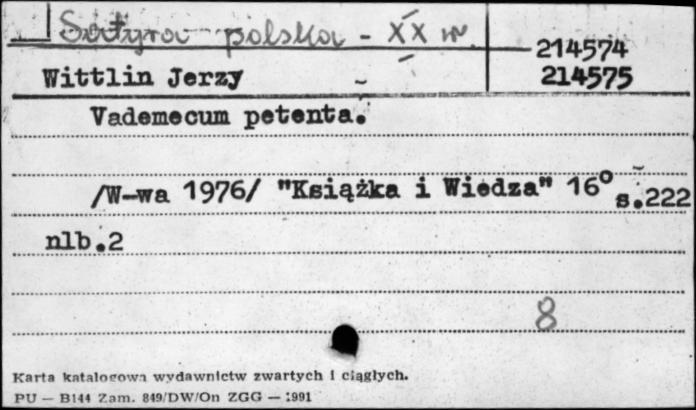 Satyra polska - XX w.
214574
Wittlin Jerzy 214575
Vademecum petenta.
/W-wa 1976/ "Książka i Wiedza" 16° s.222
nlb.2
8
Karta katalogowa wydawnictw zwartych i ciągłych.
PU — B144 Zam. 849/DW/On ZGG — 1991